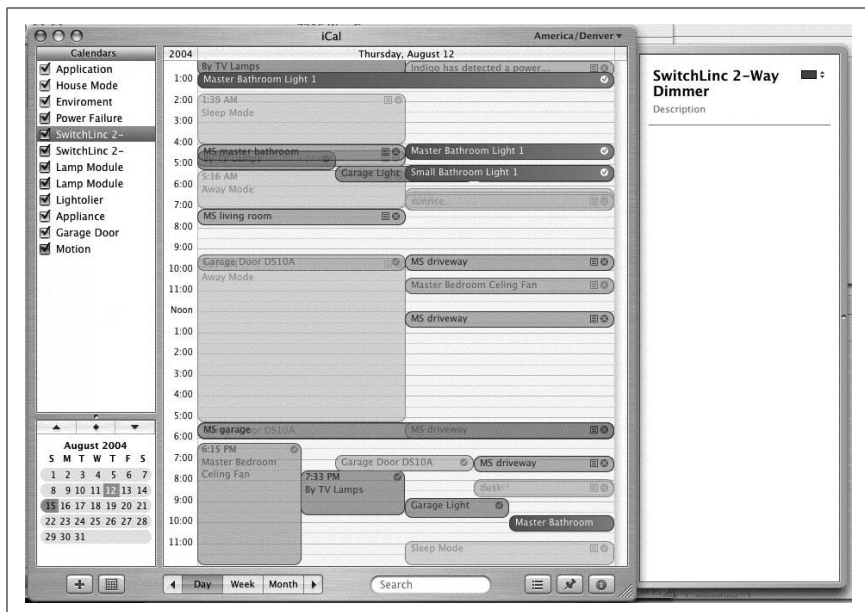 iCal
America/Denver
Calendars
Application
House Mode
Enviroment
Power Failure
SwitchLinc 2-
SwitchLinc 2-
Lamp Module
Lamp Module
Lightolier
Appliance
Garage Door
Motion
August 2004
S M T W T F S
1 2 3 4 5 6 7
8 9 10 11 12 13 14
15 16 17 18 19 20 21
22 23 24 25 26 27 28
29 30 31
2004
Thursday, August 12
By TV Lamps
Indigo has detected a power...
1:00
Master Bathroom Light 1
2:00
1:39 AM
Sleep Mode
3:00
4:00
MS master bathroom
Master Bathroom Light 1
By TV Lamps
5:00
Garage Light
Small Bathroom Light 1
5:16 AM
Away Mode
6:00
sunrise
7:00
MS living room
8:00
9:00
Garage Door DS10A
MS driveway
10:00
Away Mode
Master Bedroom Celing Fan
11:00
Noon
MS driveway
1:00
2:00
3:00
4:00
5:00
MS garage
or DS10A
MS driveway
6:00
6:15 PM
Master Bedroom
Celing Fan
7:00
Garage Door DS10A
MS driveway
7:33 PM
By TV Lamps
8:00
dusk
9:00
Garage Light
10:00
Master Bathroom
11:00
Sleep Mode
Day
Week
Month
Search
SwitchLinc 2-Way
Dimmer
Description